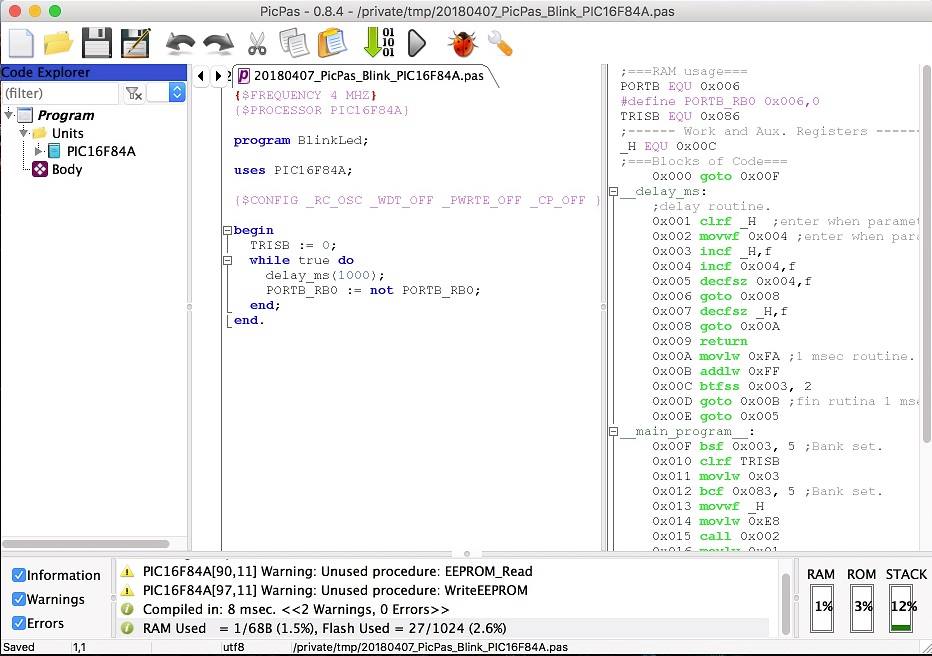 PicPas - 0.8.4 - /private/tmp/20180407_PicPas_Blink_PIC16F84A.pas
01
10
01
Code Explorer
(filter)
Program
Units
PIC16F84A
Body
20180407_PicPas_Blink_PIC16F84A.pas
{$FREQUENCY 4 MHZ}
{$PROCESSOR PIC16F84A}
program BlinkLed;
uses PIC16F84A;
{$CONFIG _RC_OSC _WDT_OFF _PWRTE_OFF _CP_OFF }
begin
TRISB := 0;
while true do
delay_ms(1000);
PORTB_RB0 := not PORTB_RB0;
end;
end.
;===RAM usage===
PORTB EQU 0x006
#define PORTB_RB0 0x006,0
TRISB EQU 0x086
;------ Work and Aux. Registers ------
_H EQU 0x00C
;===Blocks of Code===
0x000 goto 0x00F
__delay_ms:
;delay routine.
0x001 clrf _H ;enter when
0x002 movwf 0x004 ;enter when
0x003 incf _H,f
0x004 incf 0x004,f
0x005 decfsz 0x004,f
0x006 goto 0x008
0x007 decfsz _H,f
0x008 goto 0x00A
0x009 return
0x00A movlw 0xFA ;1 msec routine.
0x00B addlw 0xFF
0x00C btfss 0x003, 2
0x00D goto 0x00B ;fin rutina 1
0x00E goto 0x005
__main_program__:
0x00F bsf 0x003, 5 ;Bank set.
0x010 clrf TRISB
0x011 movlw 0x03
0x012 bcf 0x083, 5 ;Bank set.
0x013 movwf _H
0x014 movlw 0xE8
0x015 call 0x002
Information
Warnings
Errors
PIC16F84A[90,11] Warning: Unused procedure: EEPROM_Read
PIC16F84A[97,11] Warning: Unused procedure: WriteEEPROM
Compiled in: 8 msec. <<2 Warnings, 0 Errors>>
RAM Used = 1/68B (1.5%), Flash Used = 27/1024 (2.6%)
RAM ROM STACK
1% 3% 12%
Saved 1,1 utf8 /private/tmp/20180407_PicPas_Blink_PIC16F84A.pas